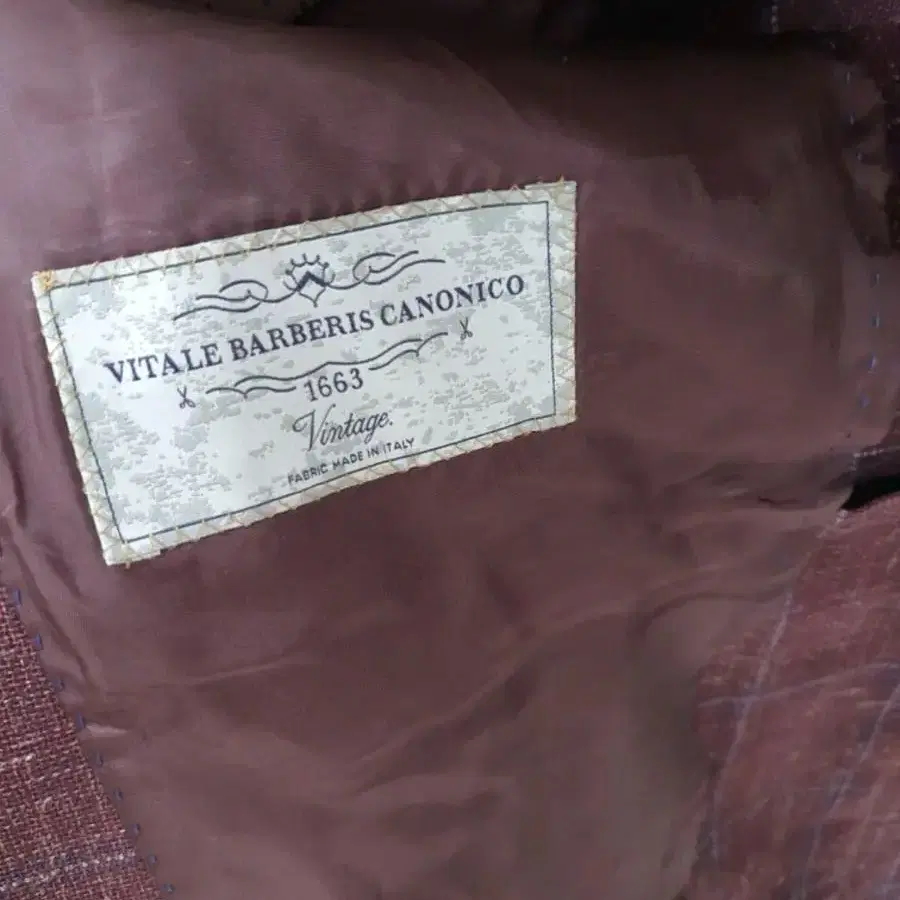 VITALE BARBERIS CANONICO
1663
Vintage.
FABRIC MADE IN ITALY